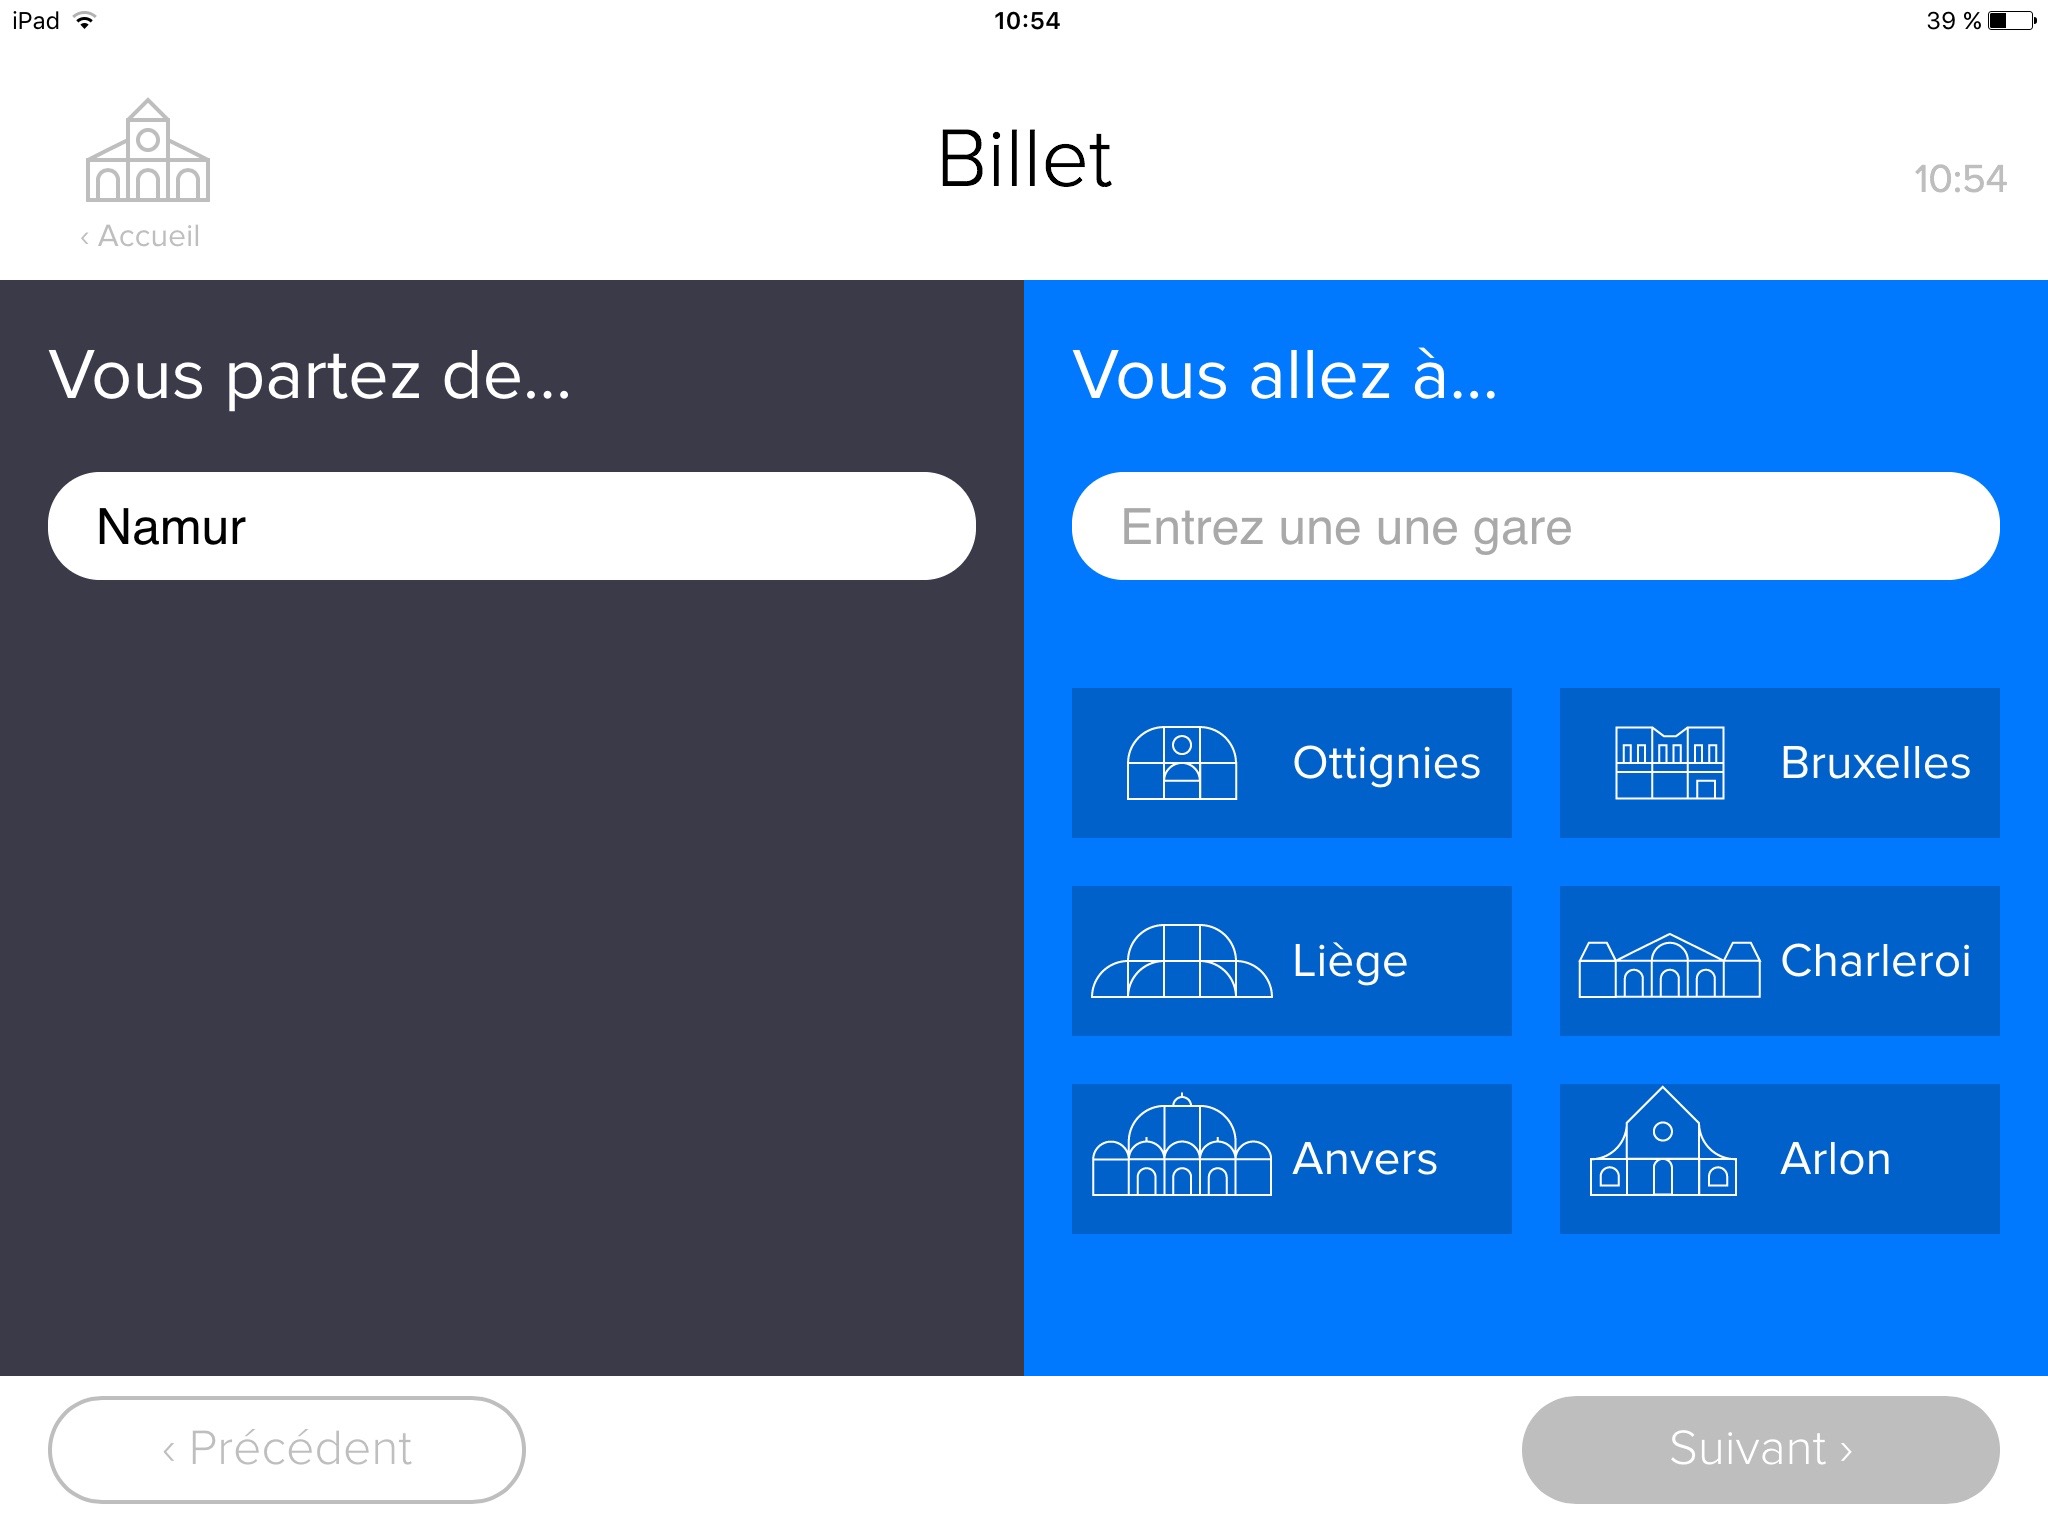 iPad 10:54 39 %
Billet
10:54
‹ Accueil
Vous partez de...
Namur
Vous allez à...
Entrez une une gare
Ottignies
Bruxelles
Liège
Charleroi
Anvers
Arlon
‹ Précédent
Suivant ›